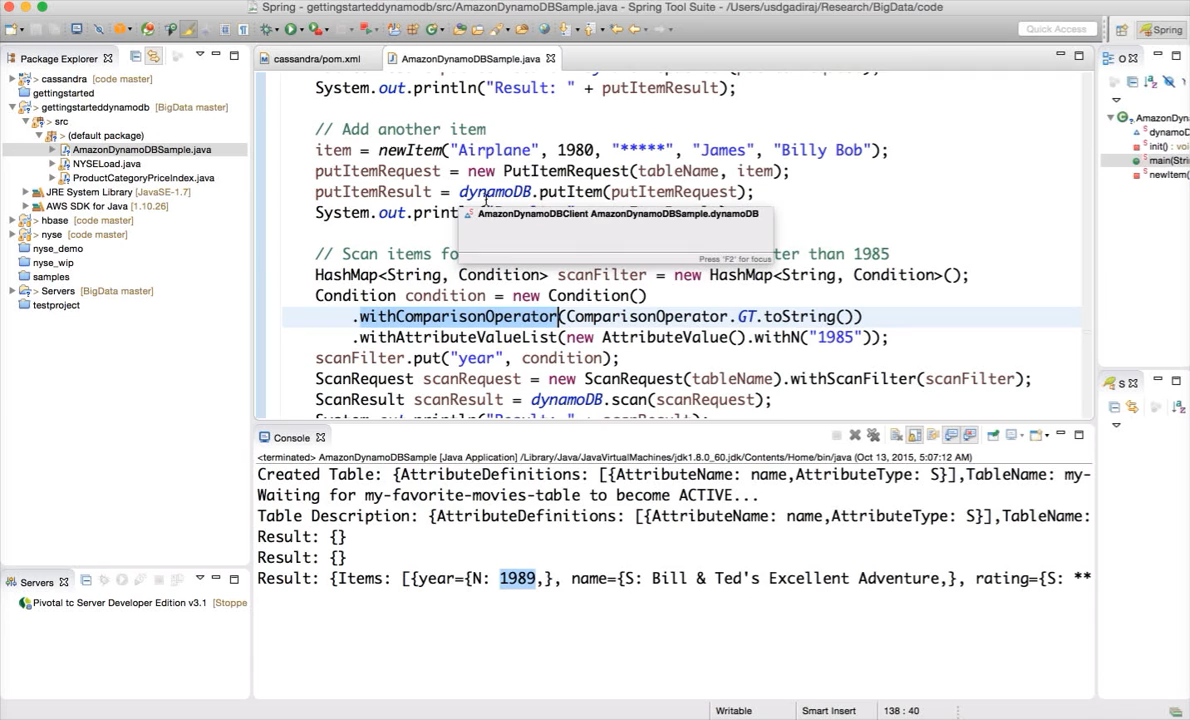 Spring - gettingstarteddynamodb/src/AmazonDynamoDBSample.java - Spring Tool Suite - /Users/usdgadiraj/Research/BigData/code
Quick Access
Spring
Package Explorer
> cassandra [code master]
gettingstarted
> gettingstarteddynamodb [BigData master]
> src
> (default package)
> AmazonDynamoDBSample.java
NYSELoad.java
ProductCategoryPriceIndex.java
JRE System Library [JavaSE-1.7]
AWS SDK for Java [1.10.26]
> hbase [code master]
> nyse [code master]
nyse_demo
nyse_wip
samples
> Servers [BigData master]
testproject
cassandra/pom.xml
AmazonDynamoDBSample.java
System.out.println("Result: " + putItemResult);
// Add another item
item = newItem("Airplane", 1980, "*****", "James", "Billy Bob");
putItemRequest = new PutItemRequest(tableName, item);
putItemResult = dynamoDB.putItem(putItemRequest);
System.out.printl
AmazonDynamoDBClient AmazonDynamoDBSample.dynamoDB
Press 'F2' for focus
// Scan items fo
ter than 1985
HashMap<String, Condition> scanFilter = new HashMap<String, Condition>();
Condition condition = new Condition()
.withComparisonOperator(ComparisonOperator.GT.toString())
.withAttributeValueList(new AttributeValue().withN("1985"));
scanFilter.put("year", condition);
ScanRequest scanRequest = new ScanRequest(tableName).withScanFilter(scanFilter);
ScanResult scanResult = dynamoDB.scan(scanRequest);
O
AmazonD
dynamoD
init() : v
main(Stri
newItem(
S
Console
<terminated> AmazonDynamoDBSample [Java Application] /Library/Java/JavaVirtualMachines/jdk1.8.0_60.jdk/Contents/Home/bin/java (Oct 13, 2015, 5:07:12 AM)
Created Table: {AttributeDefinitions: [{AttributeName: name,AttributeType: S}],TableName: my-
Waiting for my-favorite-movies-table to become ACTIVE...
Table Description: {AttributeDefinitions: [{AttributeName: name,AttributeType: S}],TableName:
Result: {}
Result: {}
Result: {Items: [{year={N: 1989,}, name={S: Bill & Ted's Excellent Adventure,}, rating={S: **
Servers
Pivotal tc Server Developer Edition v3.1 [Stoppe
Writable
Smart Insert
138 : 40